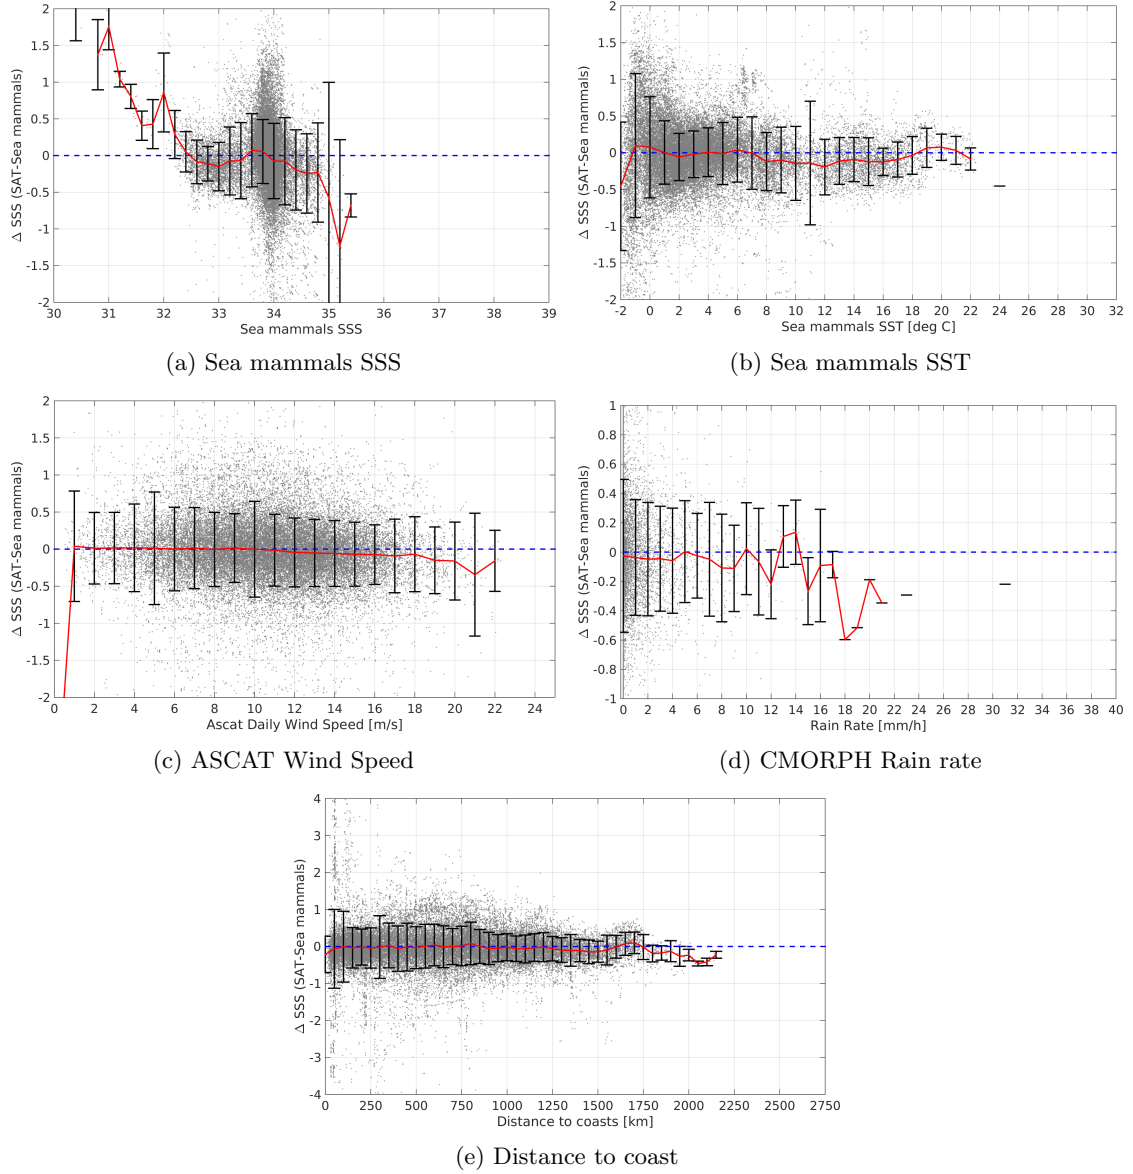 2
1.5
1
0.5
0
-0.5
-1
-1.5
-2
30 31 32 33 34 35 36 37 38 39
Δ SSS (SAT-Sea mammals)
Sea mammals SSS
(a) Sea mammals SSS
2
1.5
1
0.5
0
-0.5
-1
-1.5
-2
-2 0 2 4 6 8 10 12 14 16 18 20 22 24 26 28 30 32
Δ SSS (SAT-Sea mammals)
Sea mammals SST [deg C]
(b) Sea mammals SST
2
1.5
1
0.5
0
-0.5
-1
-1.5
-2
0 2 4 6 8 10 12 14 16 18 20 22 24
Δ SSS (SAT-Sea mammals)
Ascat Daily Wind Speed [m/s]
(c) ASCAT Wind Speed
1
0.8
0.6
0.4
0.2
0
-0.2
-0.4
-0.6
-0.8
-1
0 2 4 6 8 10 12 14 16 18 20 22 24 26 28 30 32 34 36 38 40
Δ SSS (SAT-Sea mammals)
Rain Rate [mm/h]
(d) CMORPH Rain rate
4
3
2
1
0
-1
-2
-3
-4
0 250 500 750 1000 1250 1500 1750 2000 2250 2500 2750
Δ SSS (SAT-Sea mammals)
Distance to coasts [km]
(e) Distance to coast